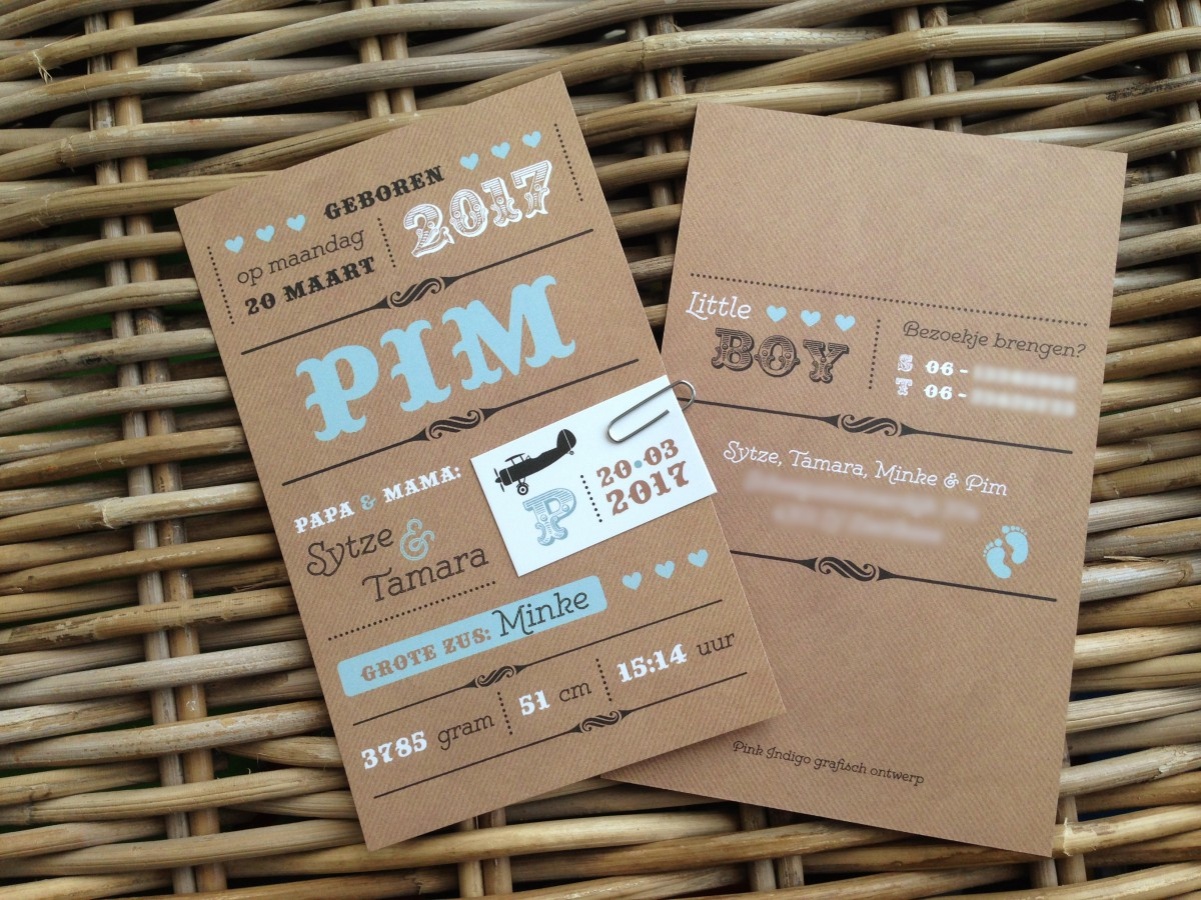 GEBOREN
op maandag
20 MAART
2017
PIM
PAPA & MAMA:
Sytze &
Tamara
P
20•03
2017
GROTE ZUS: Minke
3785 gram
51 cm
15:14 uur
Little
BOY
Bezoekje brengen?
S 06-
T 06-
Sytze, Tamara, Minke & Pim
Pink Indigo grafisch ontwerp